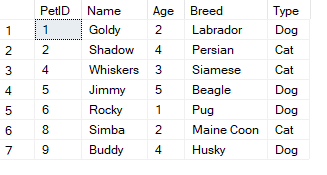 PetID Name Age Breed Type
1 1 Goldy 2 Labrador Dog
2 2 Shadow 4 Persian Cat
3 4 Whiskers 3 Siamese Cat
4 5 Jimmy 5 Beagle Dog
5 6 Rocky 1 Pug Dog
6 8 Simba 2 Maine Coon Cat
7 9 Buddy 4 Husky Dog